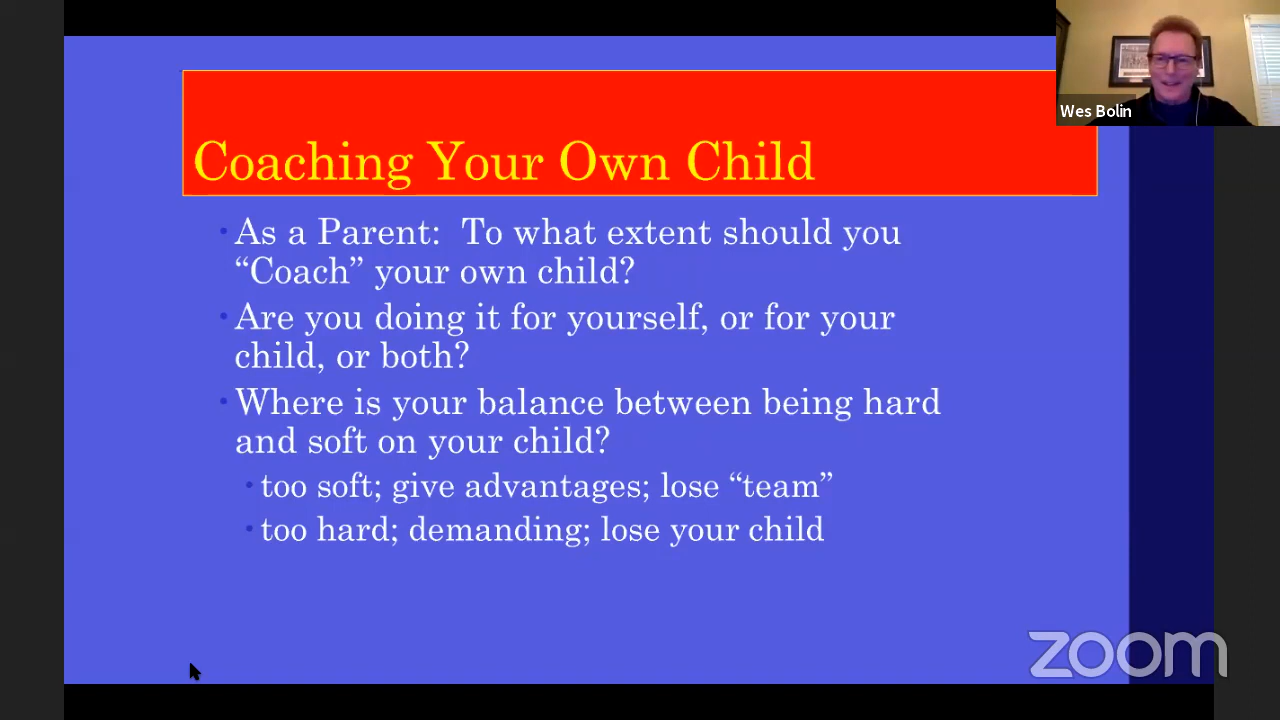 Wes Bolin
Coaching Your Own Child
As a Parent:  To what extent should you
“Coach” your own child?
Are you doing it for yourself, or for your
child, or both?
Where is your balance between being hard
and soft on your child?
too soft; give advantages; lose “team”
too hard; demanding; lose your child
zoom